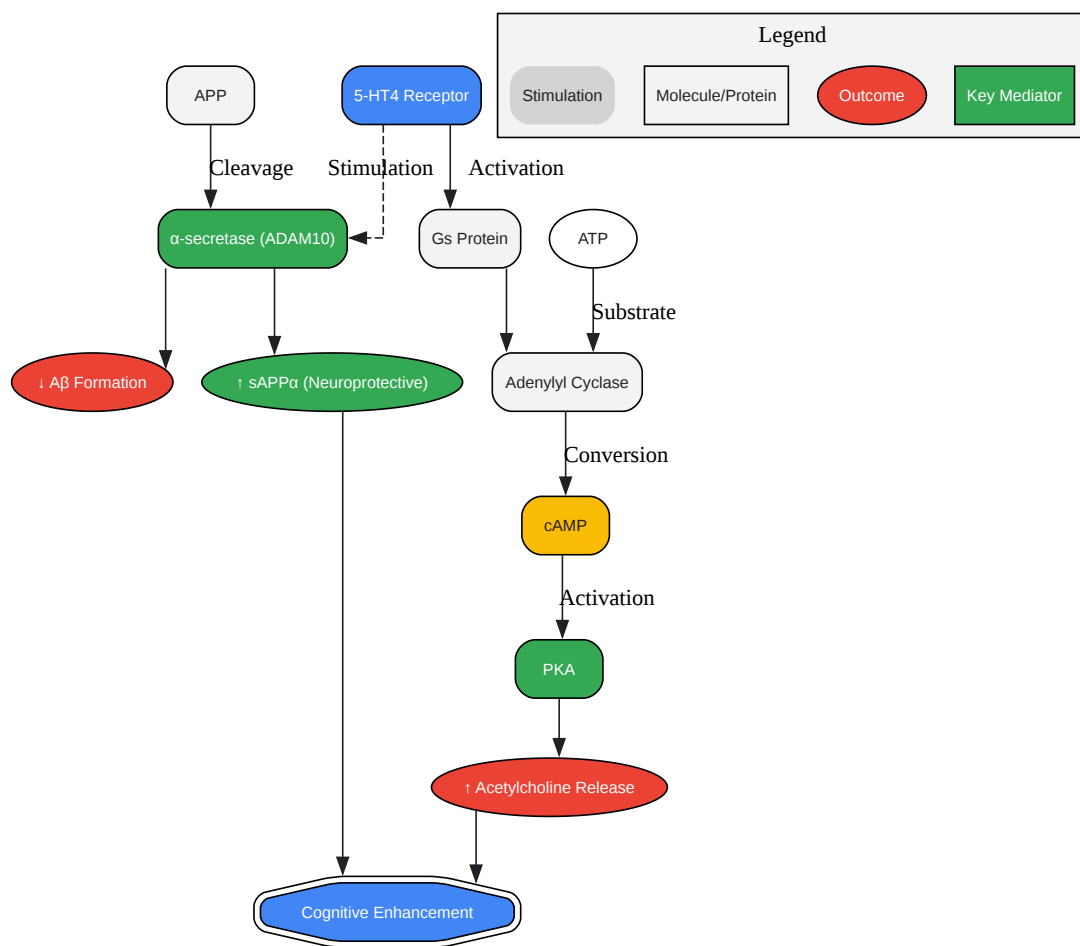 Legend
Stimulation
Molecule/Protein
Outcome
Key Mediator
APP
5-HT4 Receptor
Cleavage
Stimulation
Activation
α-secretase (ADAM10)
Gs Protein
ATP
Substrate
↓ Aβ Formation
↑ sAPPα (Neuroprotective)
Adenylyl Cyclase
Conversion
cAMP
Activation
PKA
↑ Acetylcholine Release
Cognitive Enhancement